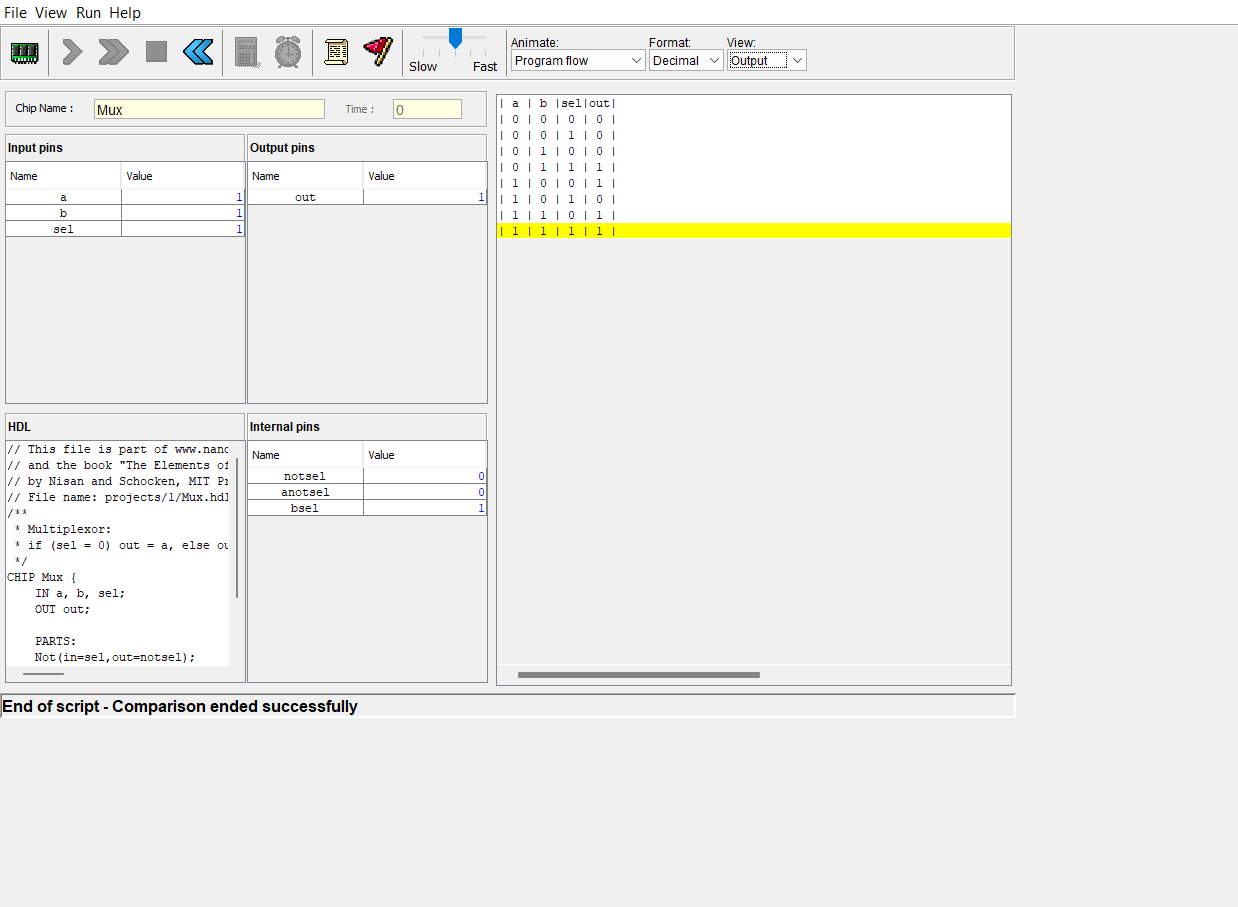 File View Run Help
Slow Fast
Animate: Format: View:
Program flow Decimal Output
Chip Name : Mux Time : 0
Input pins
Name Value
a 1
b 1
sel 1
Output pins
Name Value
out 1
HDL
// This file is part of www.nand
// and the book "The Elements of
// by Nisan and Schocken, MIT Pr
// File name: projects/1/Mux.hdl
/**
 * Multiplexor:
 * if (sel = 0) out = a, else ou
 */
CHIP Mux {
    IN a, b, sel;
    OUT out;
    PARTS:
    Not(in=sel,out=notsel);
Internal pins
Name Value
notsel 0
anotsel 0
bsel 1
| a | b |sel|out|
| 0 | 0 | 0 | 0 |
| 0 | 0 | 1 | 0 |
| 0 | 1 | 0 | 0 |
| 0 | 1 | 1 | 1 |
| 1 | 0 | 0 | 1 |
| 1 | 0 | 1 | 0 |
| 1 | 1 | 0 | 1 |
| 1 | 1 | 1 | 1 |
End of script - Comparison ended successfully